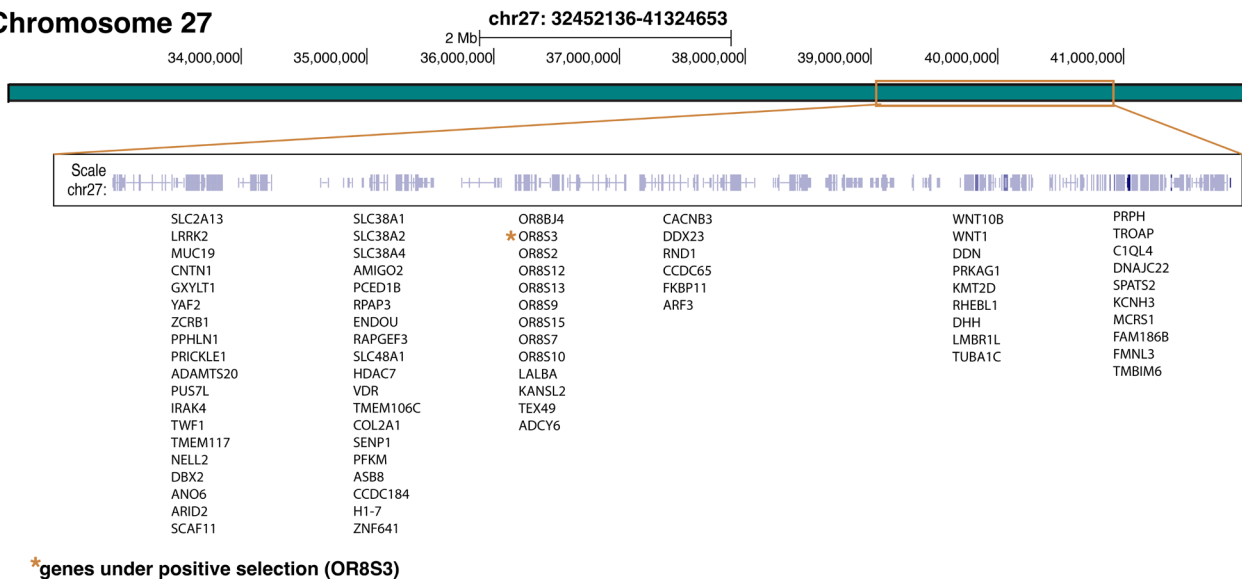 Chromosome 27
chr27: 32452136-41324653
2 Mb
34,000,000 35,000,000 36,000,000 37,000,000 38,000,000 39,000,000 40,000,000 41,000,000
Scale
chr27:
SLC2A13
LRRK2
MUC19
CNTN1
GXYLT1
YAF2
ZCRB1
PPHLN1
PRICKLE1
ADAMTS20
PUS7L
IRAK4
TWF1
TMEM117
NELL2
DBX2
ANO6
ARID2
SCAF11
SLC38A1
SLC38A2
SLC38A4
AMIGO2
PCED1B
RPAP3
ENDOU
RAPGEF3
SLC48A1
HDAC7
VDR
TMEM106C
COL2A1
SENP1
PFKM
ASB8
CCDC184
H1-7
ZNF641
OR8BJ4
*OR8S3
OR8S2
OR8S12
OR8S13
OR8S9
OR8S15
OR8S7
OR8S10
LALBA
KANSL2
TEX49
ADCY6
CACNB3
DDX23
RND1
CCDC65
FKBP11
ARF3
WNT10B
WNT1
DDN
PRKAG1
KMT2D
RHEBL1
DHH
LMBR1L
TUBA1C
PRPH
TROAP
C1QL4
DNAJC22
SPATS2
KCNH3
MCRS1
FAM186B
FMNL3
TMBIM6
*genes under positive selection (OR8S3)